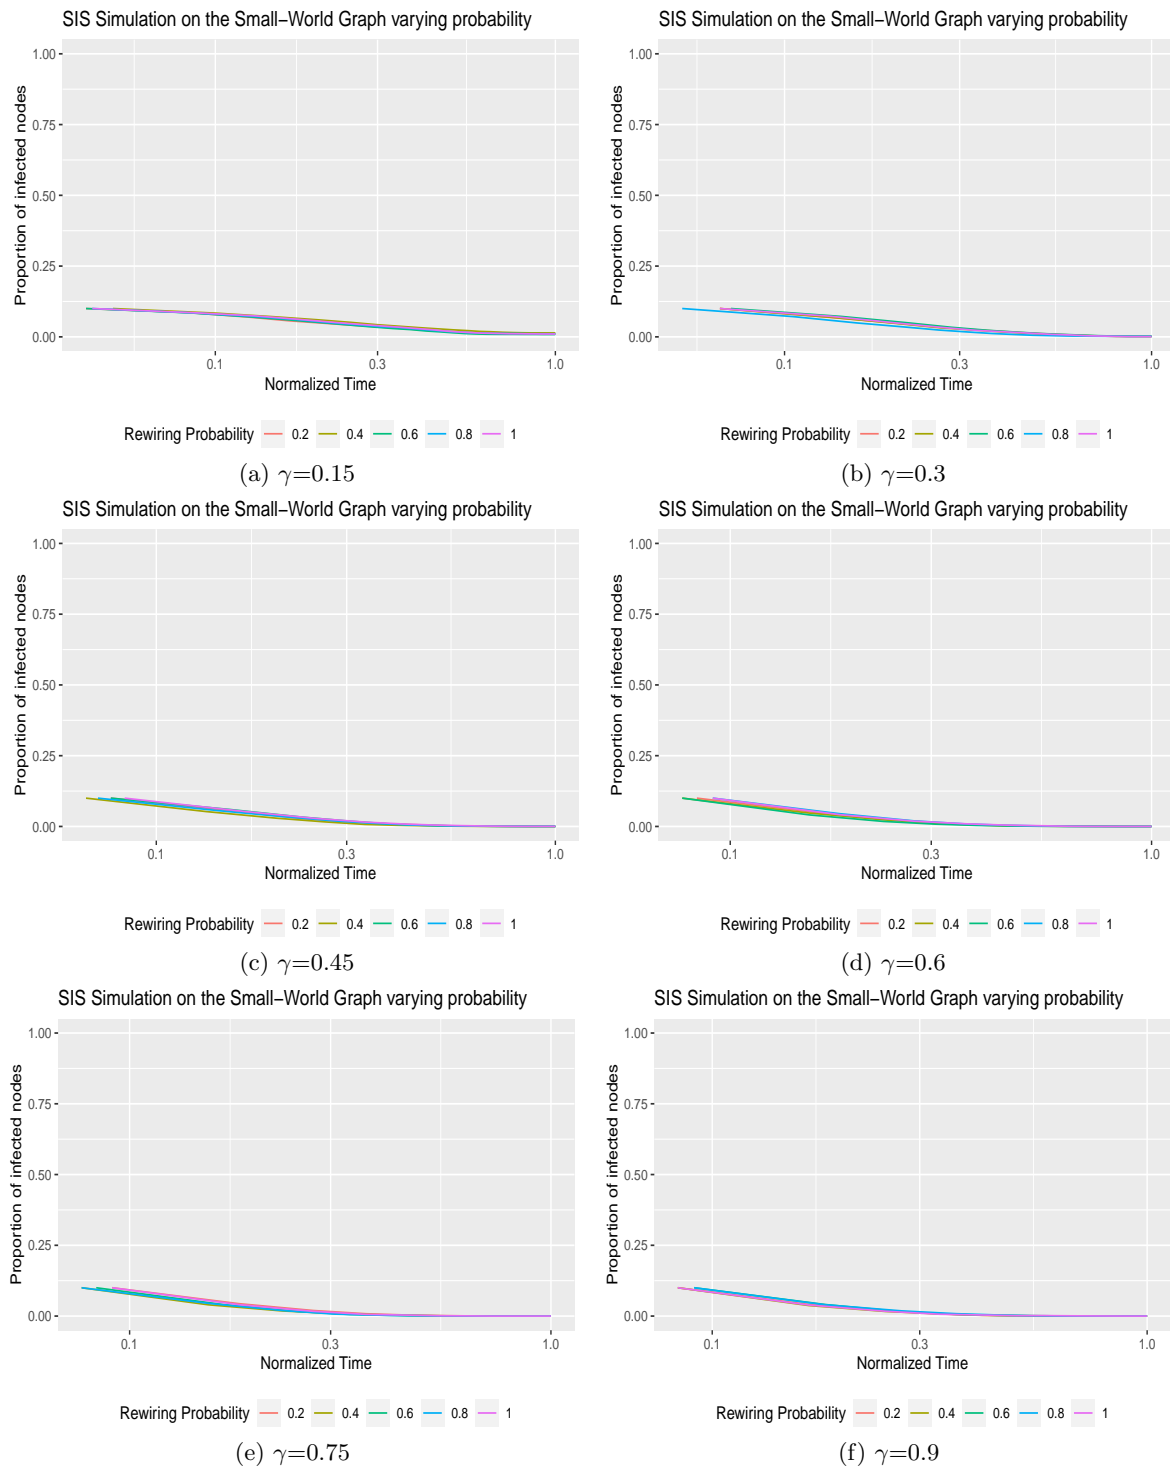 SIS Simulation on the Small−World Graph varying probability
1.00
0.75
0.50
0.25
0.00
Proportion of infected nodes
0.1 0.3 1.0
Normalized Time
Rewiring Probability 0.2 0.4 0.6 0.8 1
(a) γ=0.15
SIS Simulation on the Small−World Graph varying probability
1.00
0.75
0.50
0.25
0.00
Proportion of infected nodes
0.1 0.3 1.0
Normalized Time
Rewiring Probability 0.2 0.4 0.6 0.8 1
(b) γ=0.3
SIS Simulation on the Small−World Graph varying probability
1.00
0.75
0.50
0.25
0.00
Proportion of infected nodes
0.1 0.3 1.0
Normalized Time
Rewiring Probability 0.2 0.4 0.6 0.8 1
(c) γ=0.45
SIS Simulation on the Small−World Graph varying probability
1.00
0.75
0.50
0.25
0.00
Proportion of infected nodes
0.1 0.3 1.0
Normalized Time
Rewiring Probability 0.2 0.4 0.6 0.8 1
(d) γ=0.6
SIS Simulation on the Small−World Graph varying probability
1.00
0.75
0.50
0.25
0.00
Proportion of infected nodes
0.1 0.3 1.0
Normalized Time
Rewiring Probability 0.2 0.4 0.6 0.8 1
(e) γ=0.75
SIS Simulation on the Small−World Graph varying probability
1.00
0.75
0.50
0.25
0.00
Proportion of infected nodes
0.1 0.3 1.0
Normalized Time
Rewiring Probability 0.2 0.4 0.6 0.8 1
(f) γ=0.9